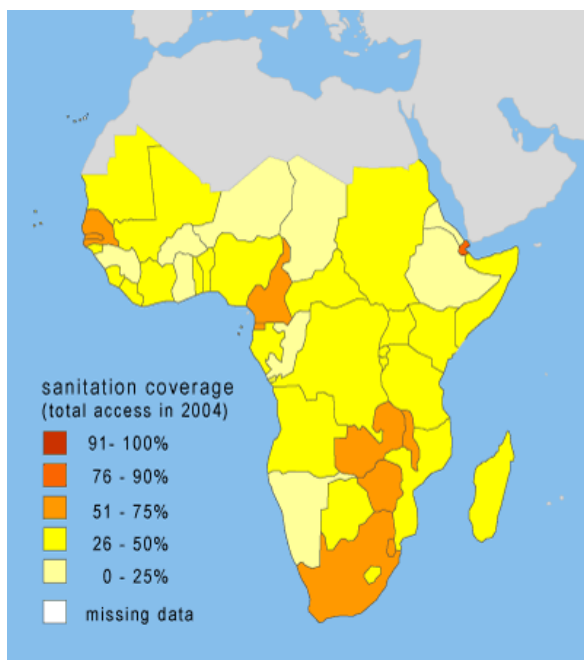 sanitation coverage
(total access in 2004)
91- 100%
76 - 90%
51 - 75%
26 - 50%
0 - 25%
missing data